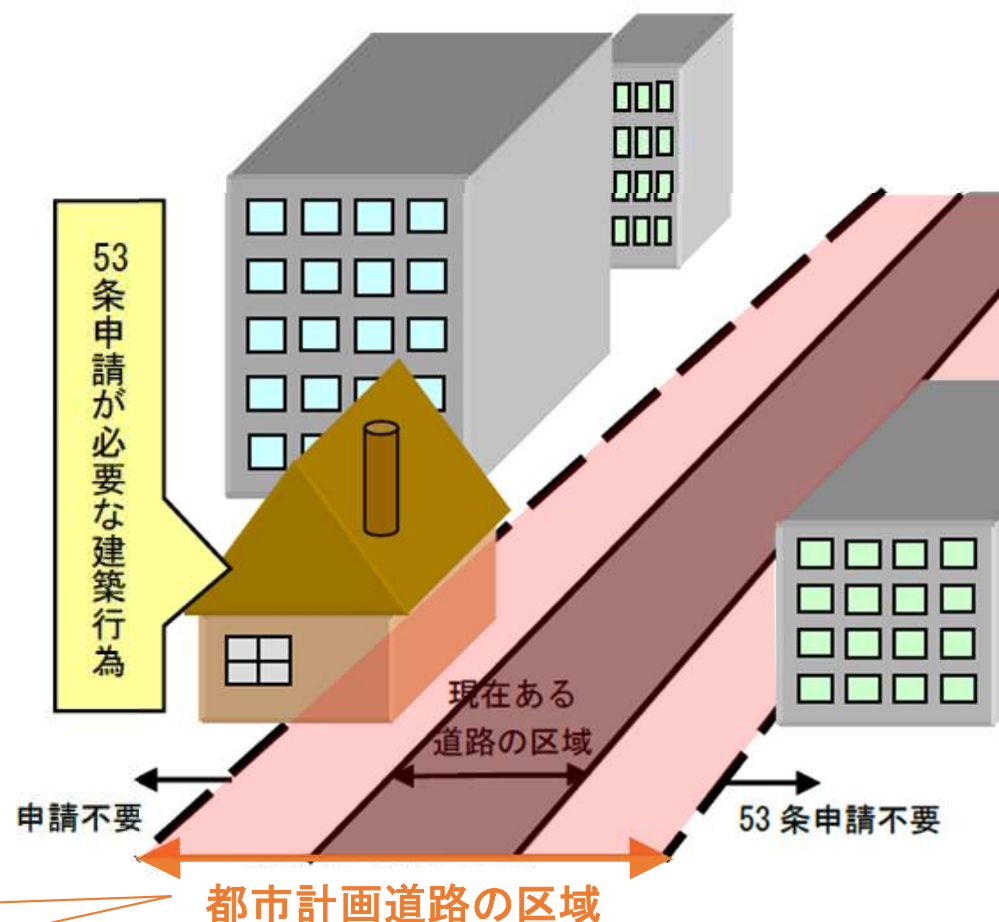 53条申請が必要な建築行為
現在ある
道路の区域
申請不要
53 条申請不要
都市計画道路の区域